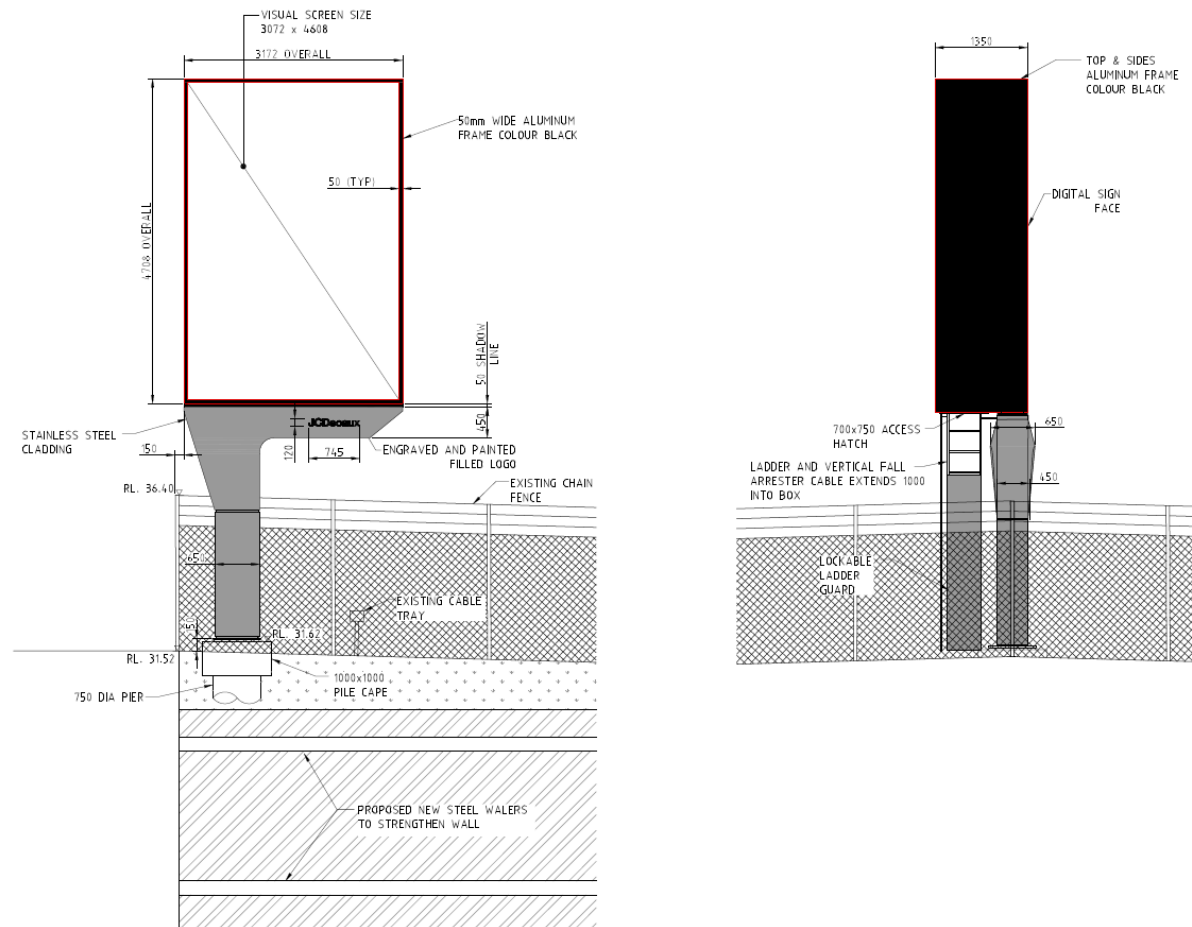 VISUAL SCREEN SIZE
3072 x 4608
3172 OVERALL
50mm WIDE ALUMINUM
FRAME COLOUR BLACK
50 (TYP)
4708 OVERALL
50 SHADOW
LINE
450
JCDecaux
120
745
ENGRAVED AND PAINTED
FILLED LOGO
STAINLESS STEEL
CLADDING
150
RL. 36.40
EXISTING CHAIN
FENCE
650
EXISTING CABLE
TRAY
RL. 31.62
RL. 31.52
1000x1000
PILE CAPE
750 DIA PIER
PROPOSED NEW STEEL WALERS
TO STRENGTHEN WALL
1350
TOP & SIDES
ALUMINUM FRAME
COLOUR BLACK
DIGITAL SIGN
FACE
700x750 ACCESS
HATCH
650
LADDER AND VERTICAL FALL
ARRESTER CABLE EXTENDS 1000
INTO BOX
450
LOCKABLE
LADDER
GUARD